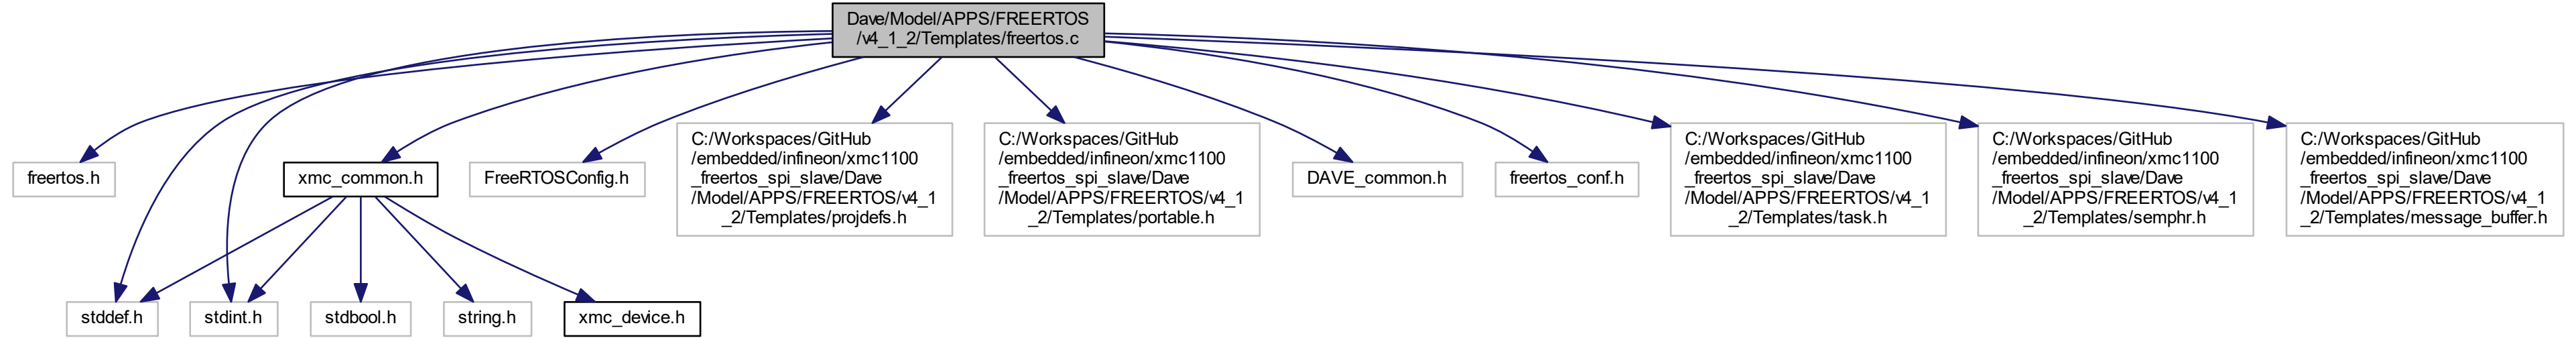 Dave/Model/APPS/FREERTOS
/v4_1_2/Templates/freertos.c
freertos.h
xmc_common.h
FreeRTOSConfig.h
C:/Workspaces/GitHub
/embedded/infineon/xmc1100
_freertos_spi_slave/Dave
/Model/APPS/FREERTOS/v4_1
_2/Templates/projdefs.h
C:/Workspaces/GitHub
/embedded/infineon/xmc1100
_freertos_spi_slave/Dave
/Model/APPS/FREERTOS/v4_1
_2/Templates/portable.h
DAVE_common.h
freertos_conf.h
C:/Workspaces/GitHub
/embedded/infineon/xmc1100
_freertos_spi_slave/Dave
/Model/APPS/FREERTOS/v4_1
_2/Templates/task.h
C:/Workspaces/GitHub
/embedded/infineon/xmc1100
_freertos_spi_slave/Dave
/Model/APPS/FREERTOS/v4_1
_2/Templates/semphr.h
C:/Workspaces/GitHub
/embedded/infineon/xmc1100
_freertos_spi_slave/Dave
/Model/APPS/FREERTOS/v4_1
_2/Templates/message_buffer.h
stddef.h
stdint.h
stdbool.h
string.h
xmc_device.h